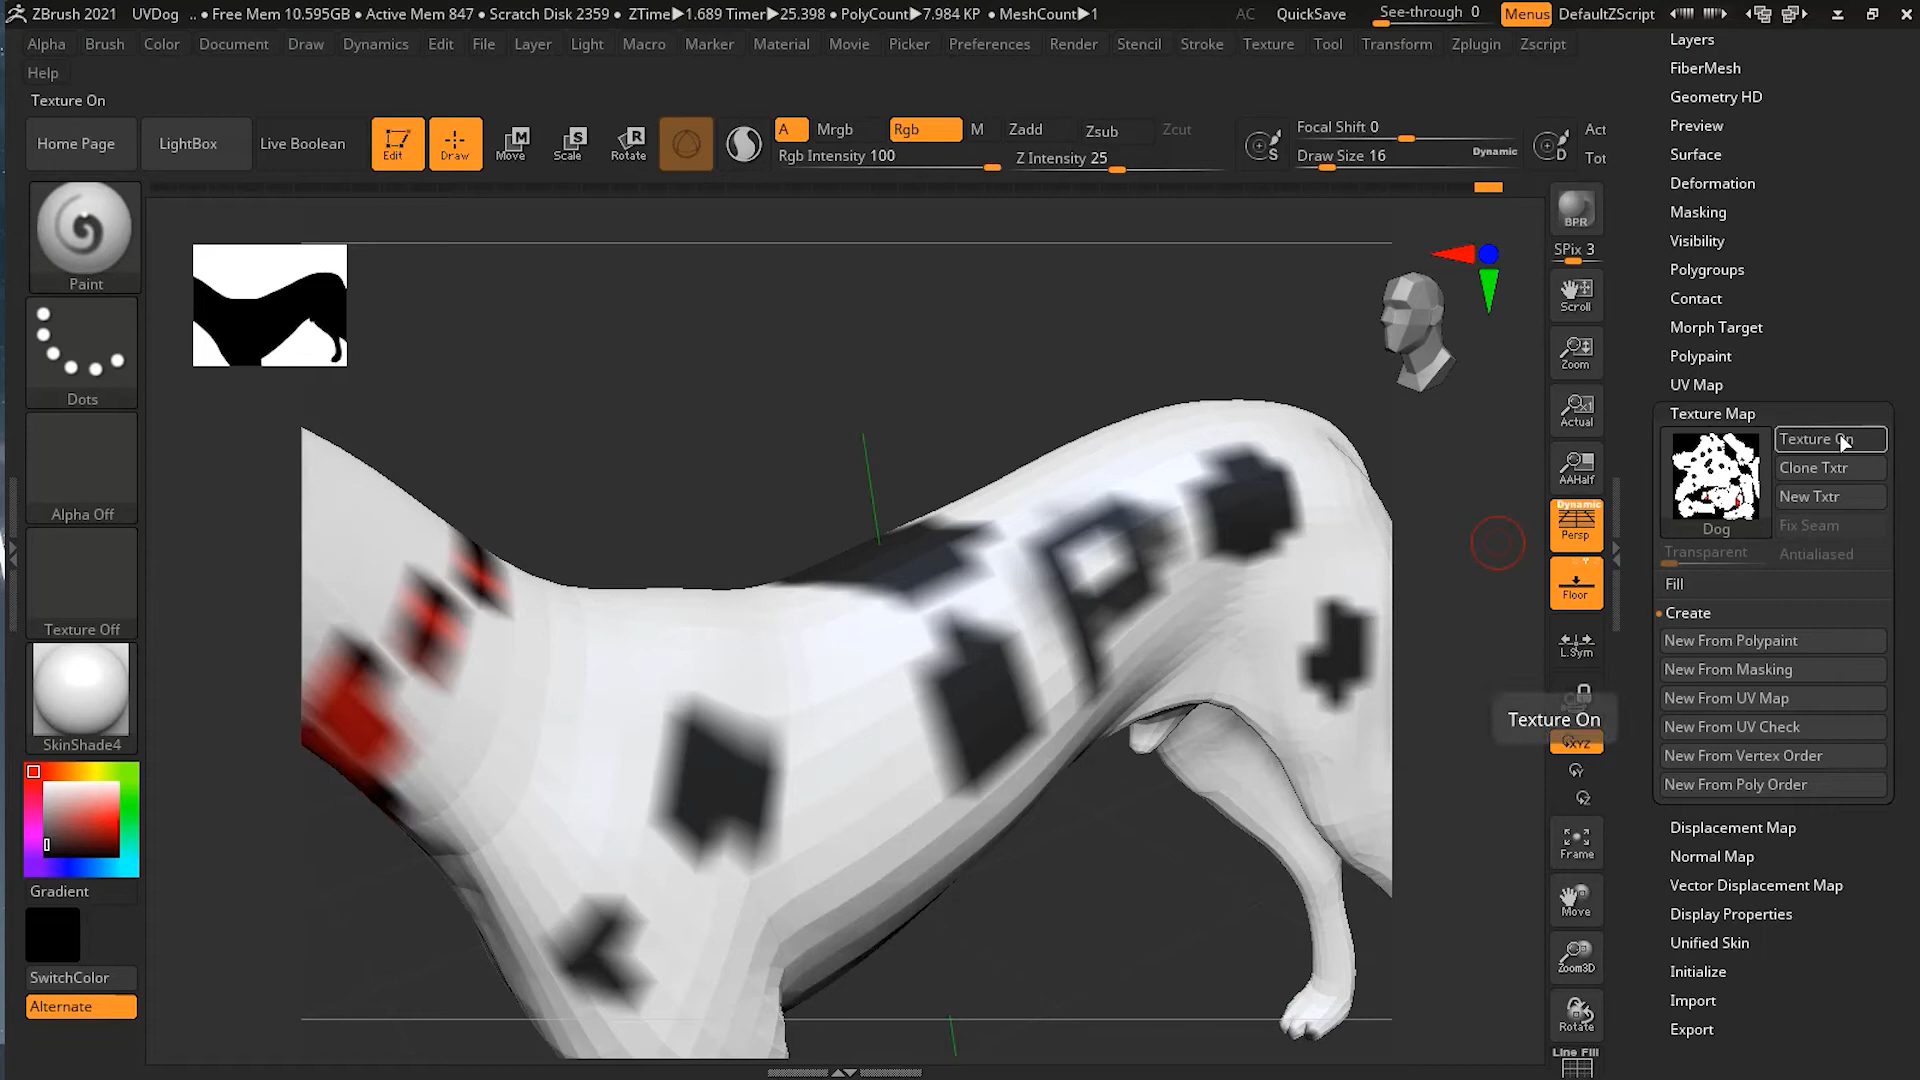 ZBrush 2021 UVDog .. • Free Mem 10.595GB • Active Mem 847 • Scratch Disk 2359 • ZTime▶1.689 Timer▶25.398 • PolyCount▶7.984 KP • MeshCount▶1 AC QuickSave See-through 0 Menus DefaultZScript
Alpha Brush Color Document Draw Dynamics Edit File Layer Light Macro Marker Material Movie Picker Preferences Render Stencil Stroke Texture Tool Transform Zplugin Zscript
Help
Texture On
Home Page LightBox Live Boolean Edit Draw Move Scale Rotate
A Mrgb Rgb M Zadd Zsub Zcut
Rgb Intensity 100 Z Intensity 25
Focal Shift 0
Draw Size 16 Dynamic
S D
Act
Tot
Paint
Dots
Alpha Off
Texture Off
SkinShade4
Gradient
SwitchColor
Alternate
BPR
SPix 3
Scroll
Zoom
Actual
AAHalf
Dynamic
Persp
Floor
L.Sym
Texture On
XYZ
Y
Z
Frame
Move
Zoom3D
Rotate
Line Fill
Layers
FiberMesh
Geometry HD
Preview
Surface
Deformation
Masking
Visibility
Polygroups
Contact
Morph Target
Polypaint
UV Map
Texture Map
Texture On
Clone Txtr
New Txtr
Dog
Fix Seam
Transparent Antialiased
Fill
Create
New From Polypaint
New From Masking
New From UV Map
New From UV Check
New From Vertex Order
New From Poly Order
Displacement Map
Normal Map
Vector Displacement Map
Display Properties
Unified Skin
Initialize
Import
Export